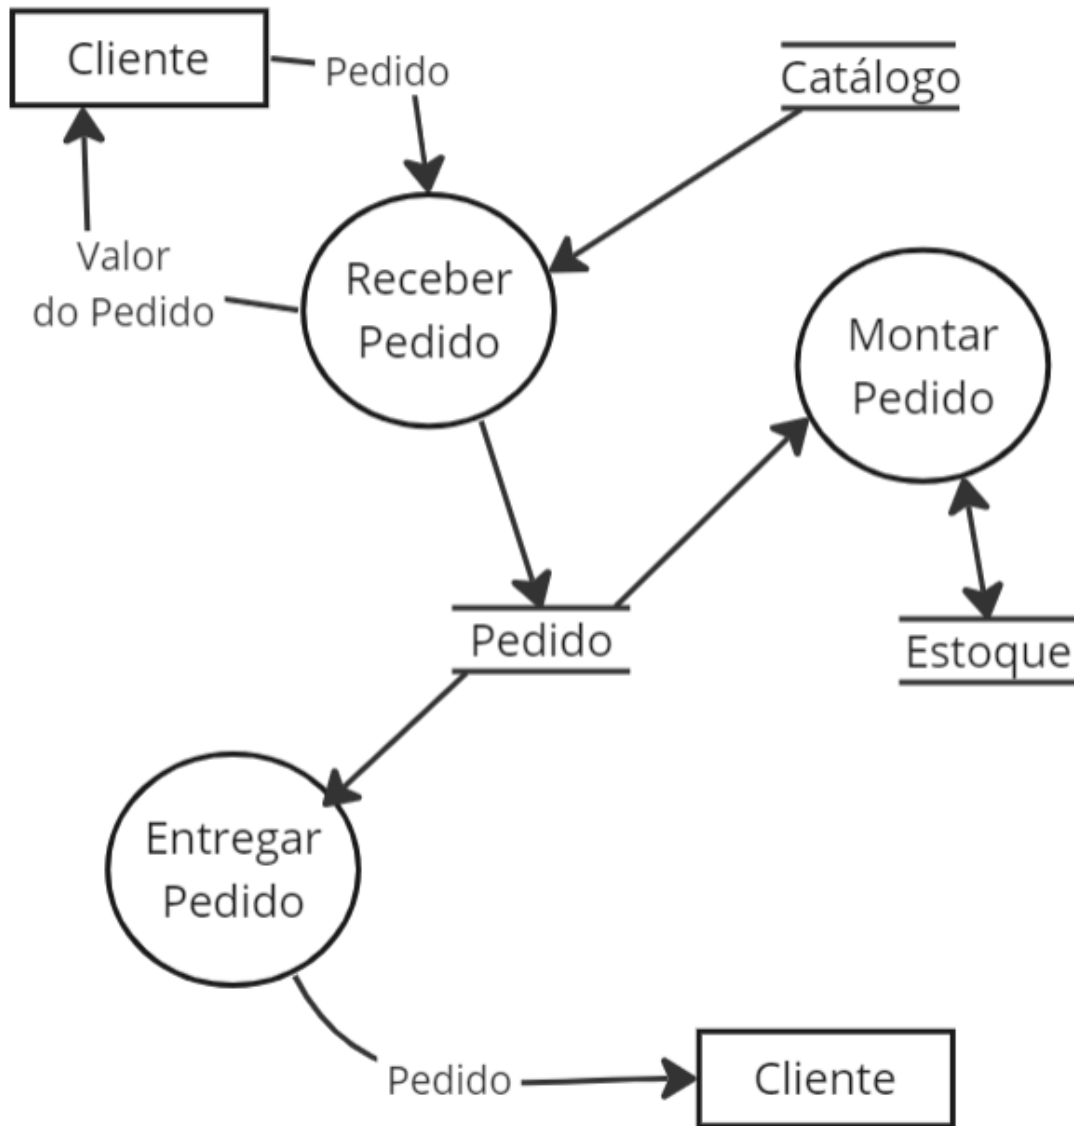 Cliente
Pedido
Catálogo
Valor
do Pedido
Receber
Pedido
Montar
Pedido
Pedido
Estoque
Entregar
Pedido
Pedido
Cliente